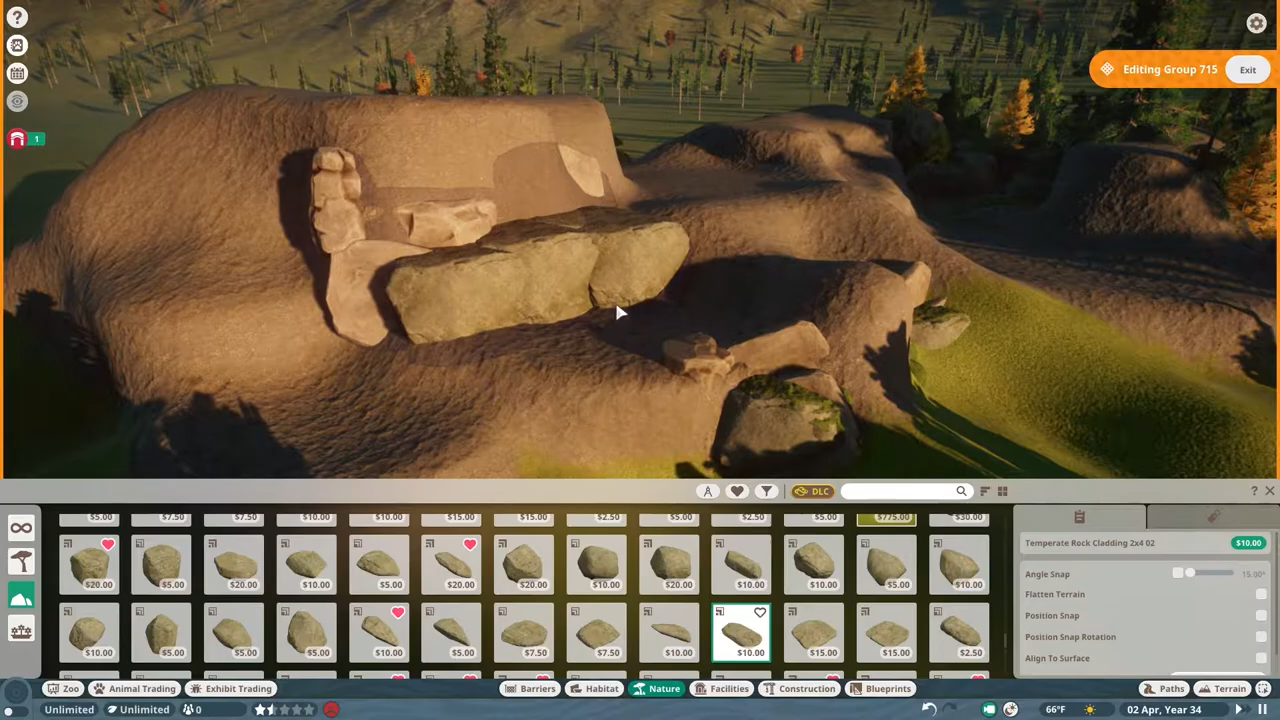 ?
Editing Group 715 Exit
1
DLC
? ×
$5.00 $7.50 $7.50 $10.00 $10.00 $15.00 $15.00 $2.50 $5.00 $2.50 $5.00 $775.00 $30.00
$20.00 $5.00 $20.00 $10.00 $5.00 $20.00 $5.00 $10.00 $20.00 $10.00 $10.00 $5.00 $10.00
$10.00 $5.00 $5.00 $5.00 $10.00 $5.00 $7.50 $7.50 $10.00 $10.00 $15.00 $15.00 $2.50
Temperate Rock Cladding 2x4 02 $10.00
Angle Snap 15.00°
Flatten Terrain
Position Snap
Position Snap Rotation
Align To Surface
Zoo Animal Trading Exhibit Trading Barriers Habitat Nature Facilities Construction Blueprints Paths Terrain
Unlimited Unlimited 0 66°F 02 Apr, Year 34